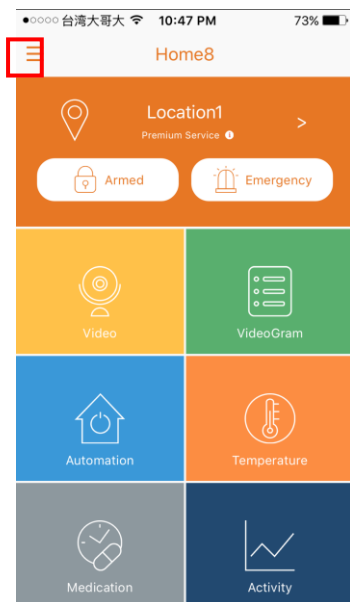 台湾大哥大 10:47 PM 73%
Home8
Location1
Premium Service
>
Armed Emergency
Video VideoGram
Automation Temperature
Medication Activity